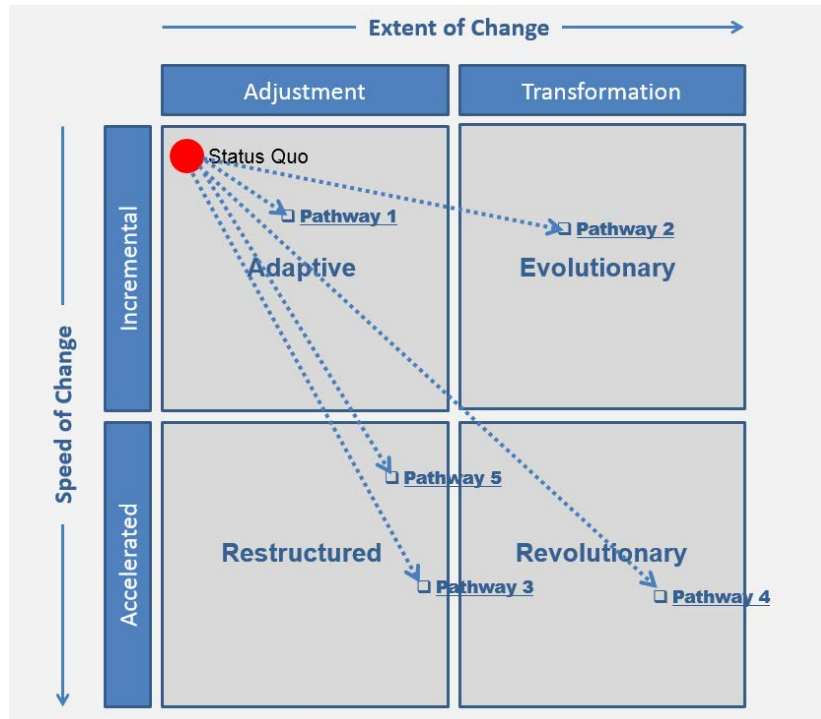 Extent of Change
Adjustment
Transformation
Speed of Change
Incremental
Status Quo
❑ Pathway 1
❑ Pathway 2
Adaptive
Evolutionary
Accelerated
❑ Pathway 5
Restructured
Revolutionary
❑ Pathway 3
❑ Pathway 4